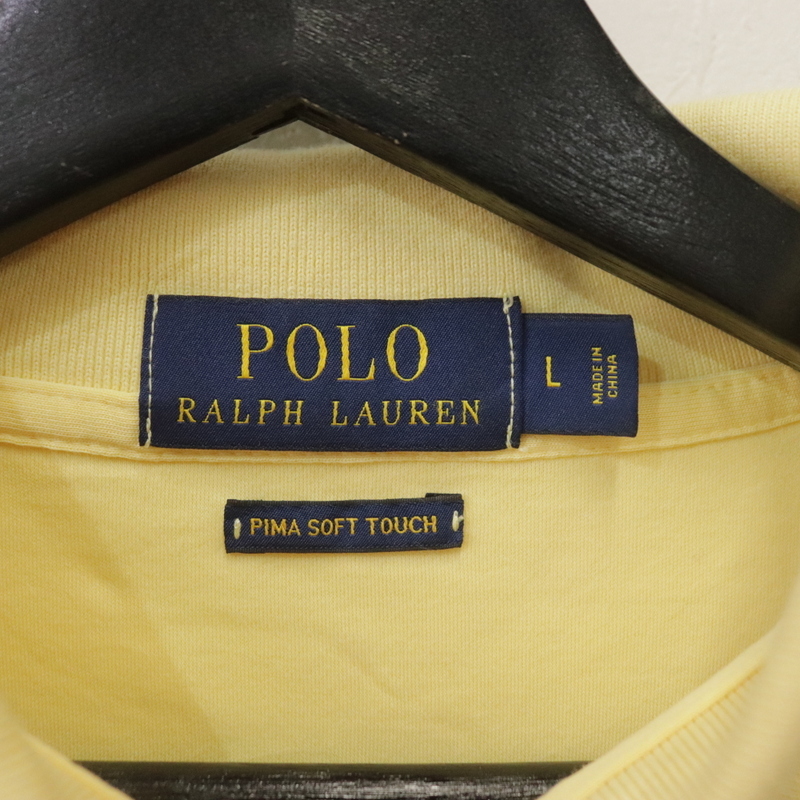 POLO
RALPH LAUREN
L
MADE IN
CHINA
PIMA SOFT TOUCH